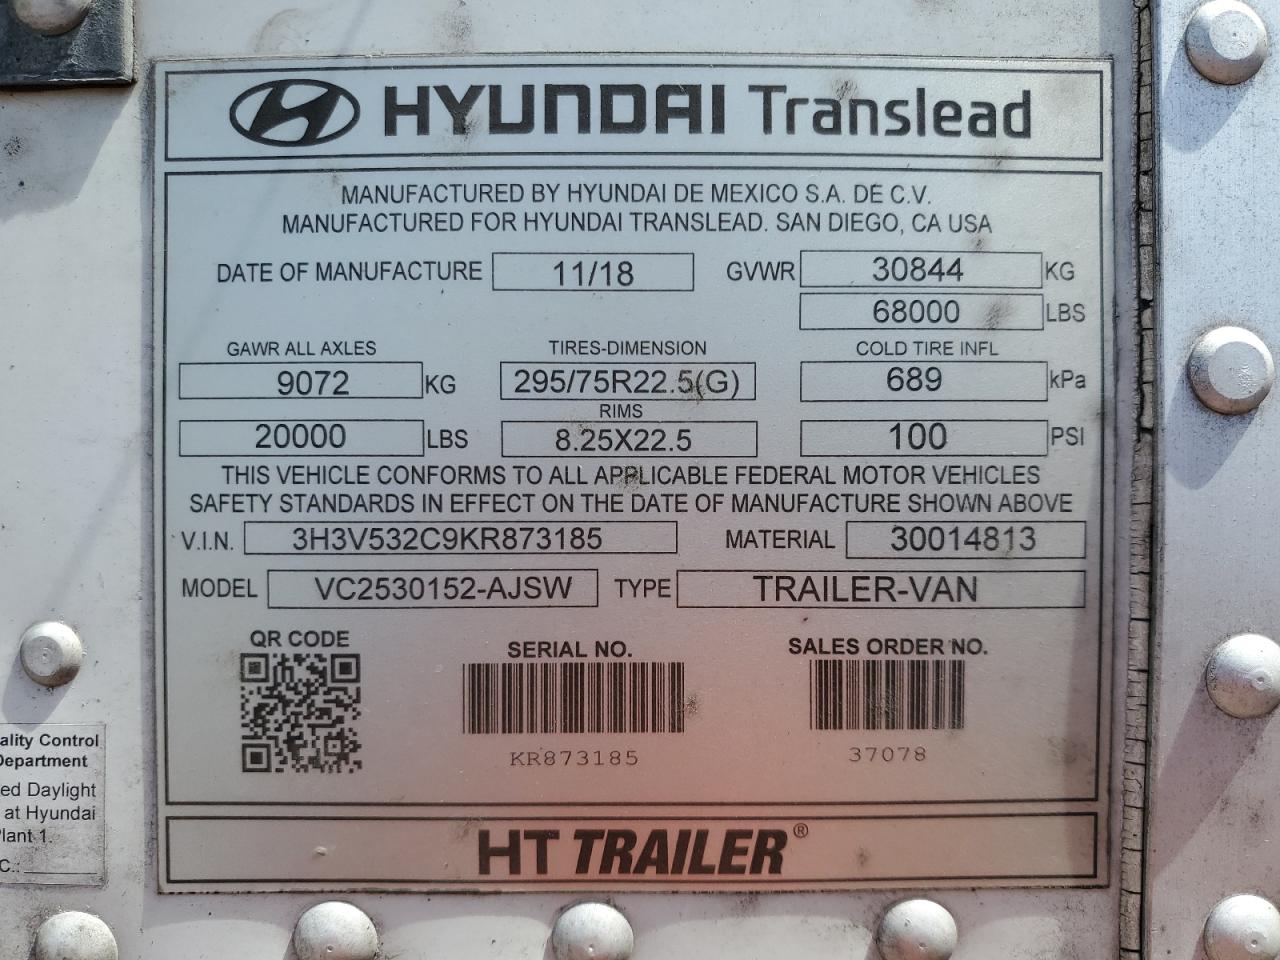 HYUNDAI Translead
MANUFACTURED BY HYUNDAI DE MEXICO S.A. DE C.V.
MANUFACTURED FOR HYUNDAI TRANSLEAD. SAN DIEGO, CA USA
DATE OF MANUFACTURE 11/18 GVWR 30844 KG
68000 LBS
GAWR ALL AXLES TIRES-DIMENSION COLD TIRE INFL
9072 KG 295/75R22.5(G) 689 kPa
RIMS
20000 LBS 8.25X22.5 100 PSI
THIS VEHICLE CONFORMS TO ALL APPLICABLE FEDERAL MOTOR VEHICLES
SAFETY STANDARDS IN EFFECT ON THE DATE OF MANUFACTURE SHOWN ABOVE
V.I.N. 3H3V532C9KR873185 MATERIAL 30014813
MODEL VC2530152-AJSW TYPE TRAILER-VAN
QR CODE SERIAL NO. SALES ORDER NO.
KR873185 37078
HT TRAILER®
ality Control
Department
ed Daylight
at Hyundai
Plant 1.
C.: